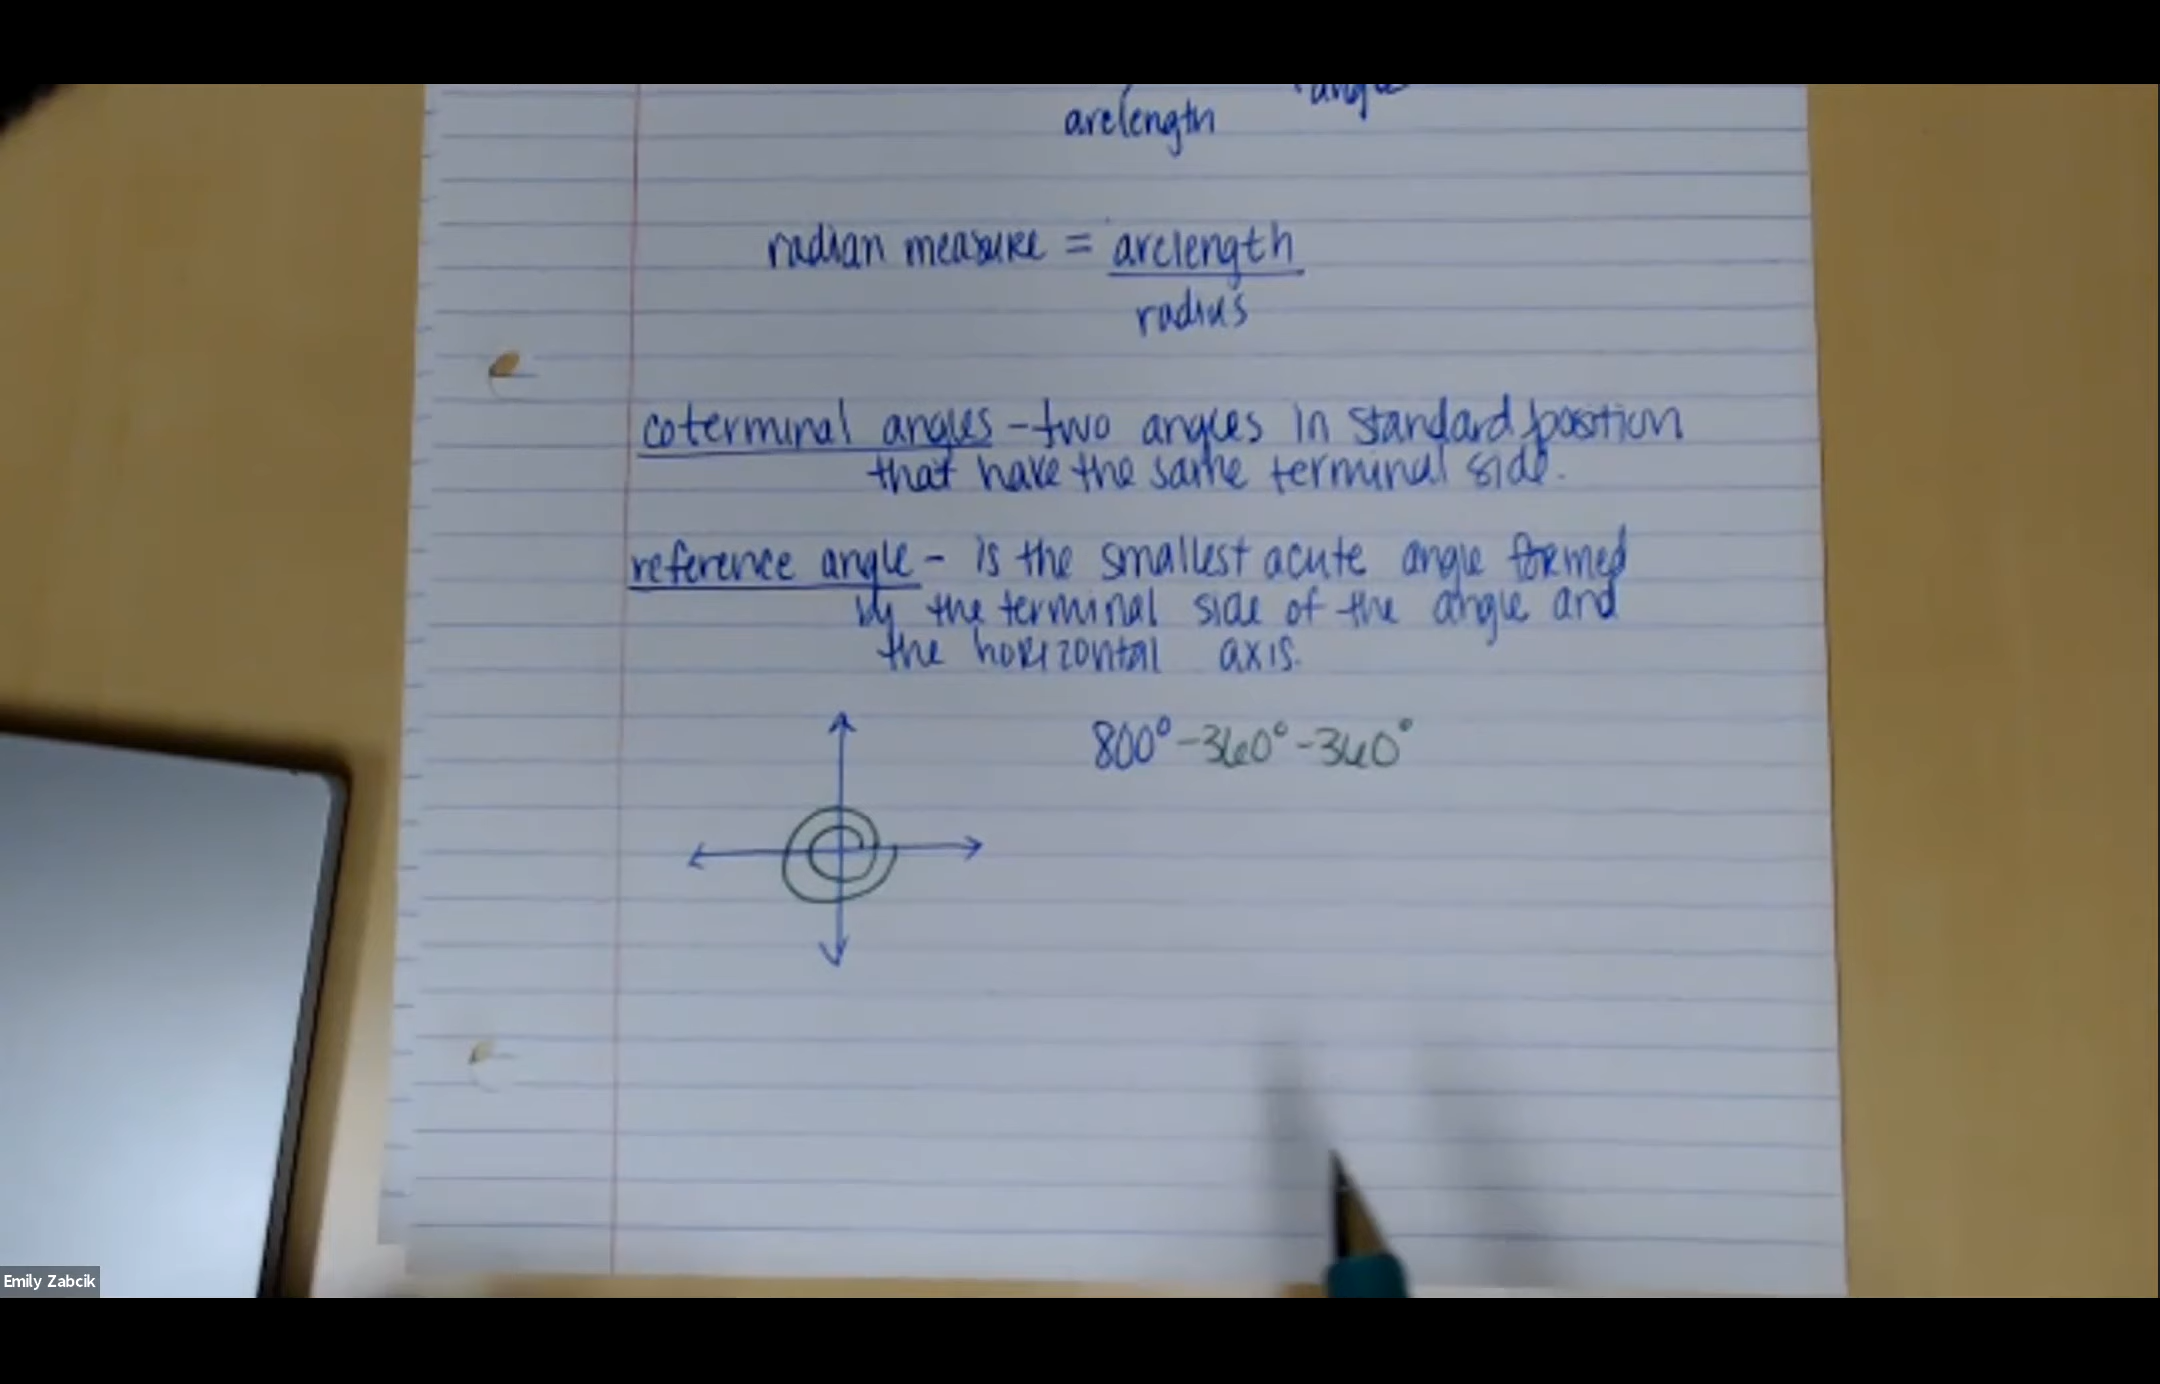 angle
arclength
radian measure = arclength
radius
coterminal angles - two angles in standard position
that have the same terminal side.
reference angle - is the smallest acute angle formed
by the terminal side of the angle and
the horizontal axis.
800° - 360° - 360°
Emily Zabcik